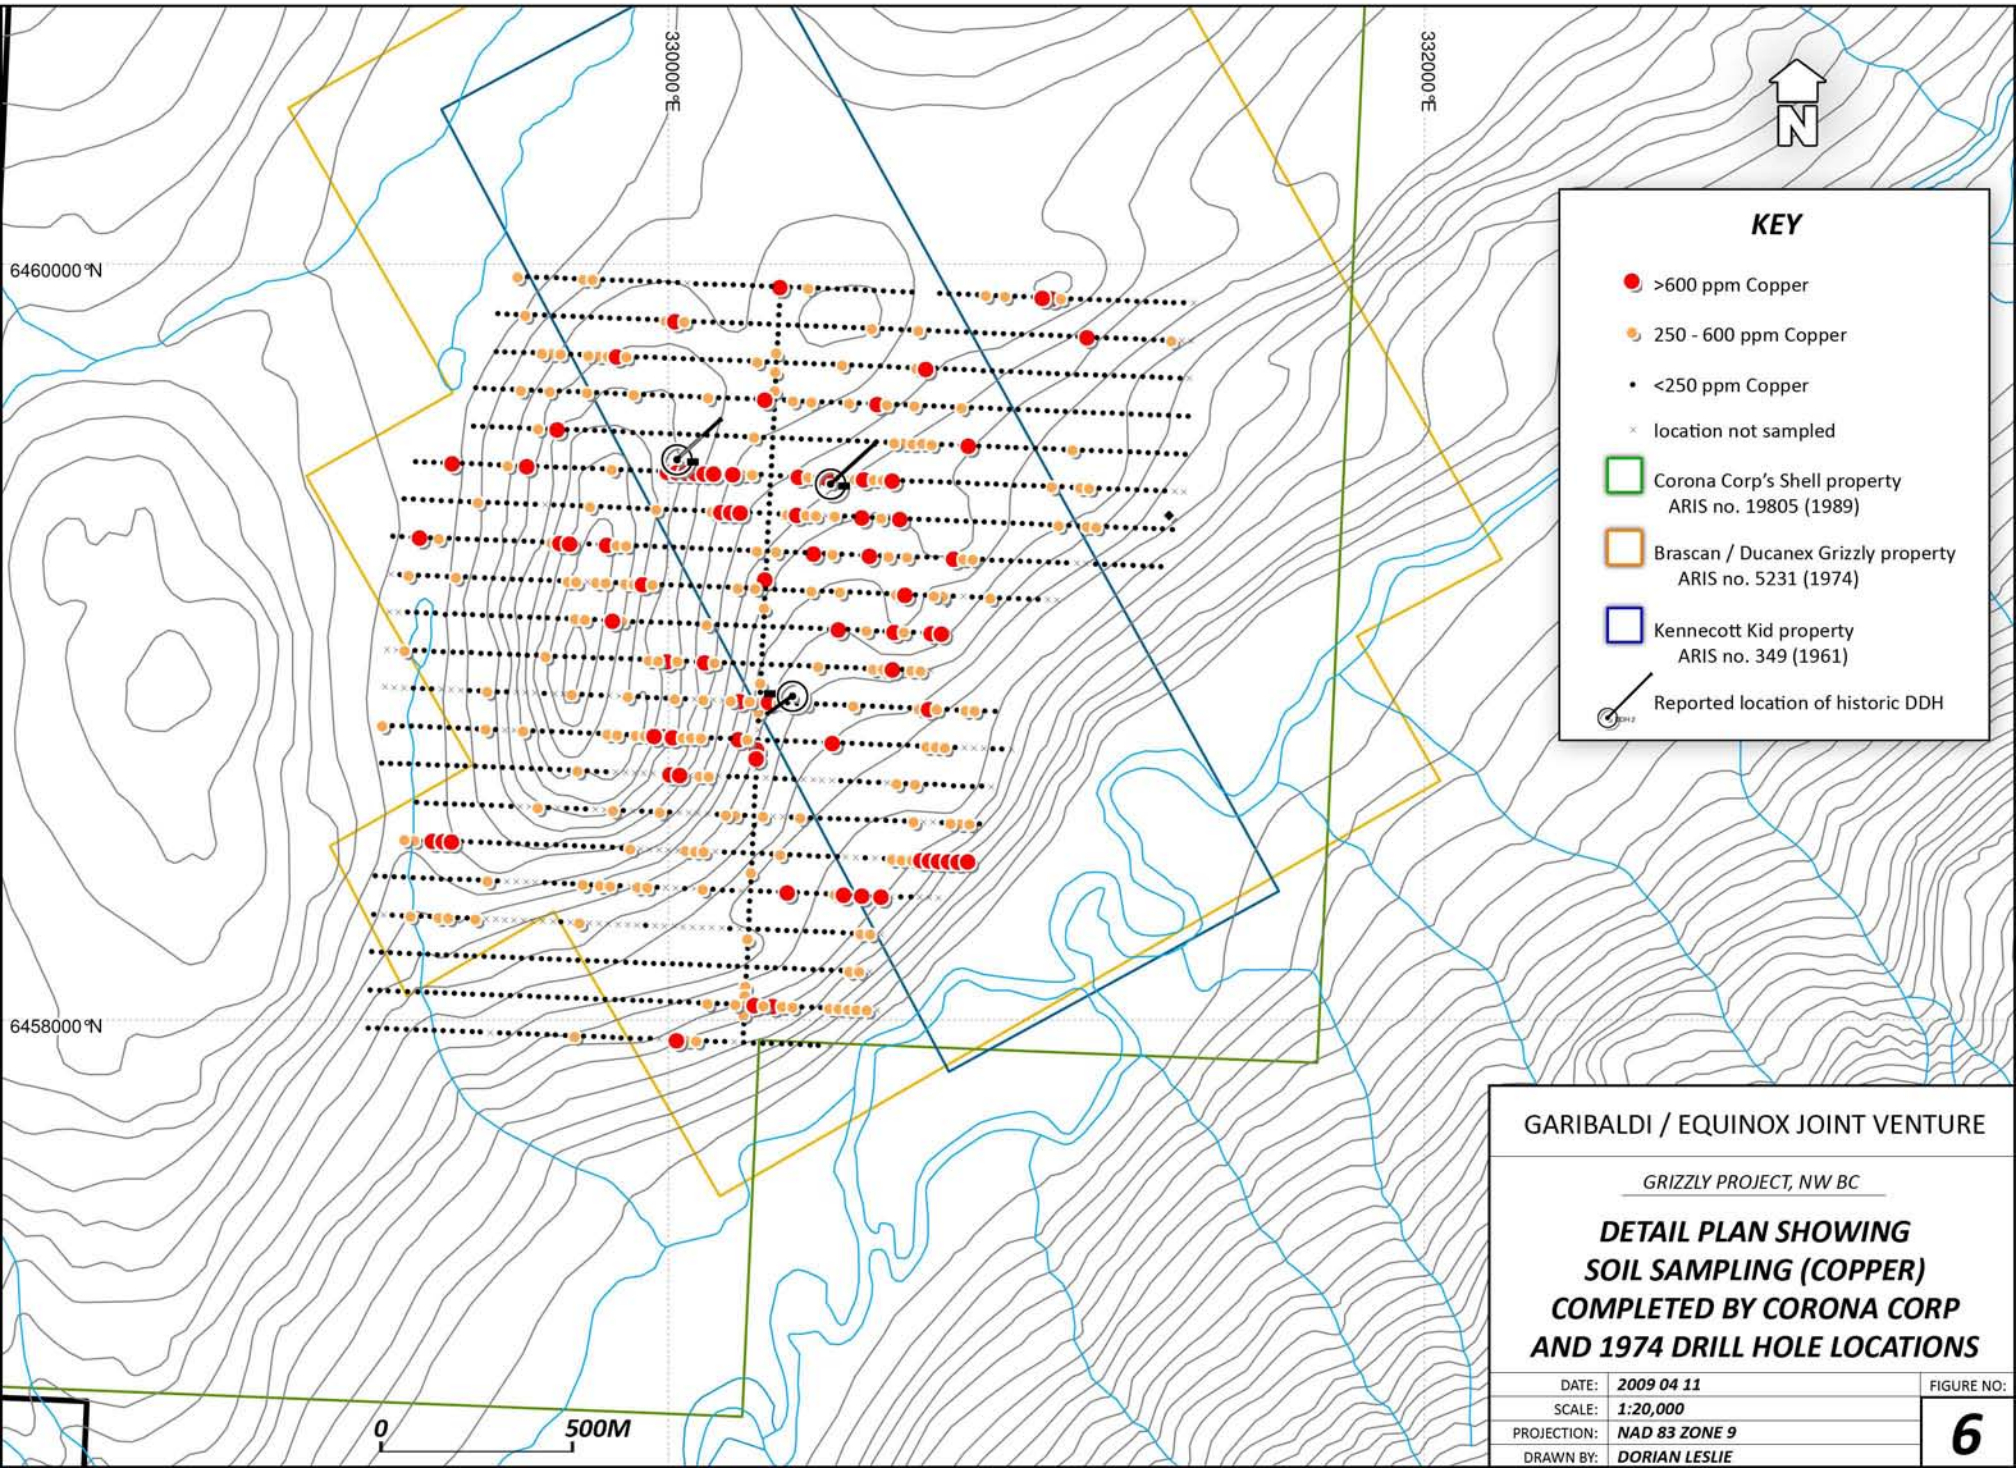 330000°E
332000°E
N
6460000°N
6458000°N
KEY
>600 ppm Copper
250 - 600 ppm Copper
<250 ppm Copper
location not sampled
Corona Corp's Shell property
ARIS no. 19805 (1989)
Brascan / Ducanex Grizzly property
ARIS no. 5231 (1974)
Kennecott Kid property
ARIS no. 349 (1961)
Reported location of historic DDH
0 500M
GARIBALDI / EQUINOX JOINT VENTURE
GRIZZLY PROJECT, NW BC
DETAIL PLAN SHOWING
SOIL SAMPLING (COPPER)
COMPLETED BY CORONA CORP
AND 1974 DRILL HOLE LOCATIONS
DATE: 2009 04 11 FIGURE NO:
SCALE: 1:20,000
PROJECTION: NAD 83 ZONE 9
DRAWN BY: DORIAN LESLIE
6